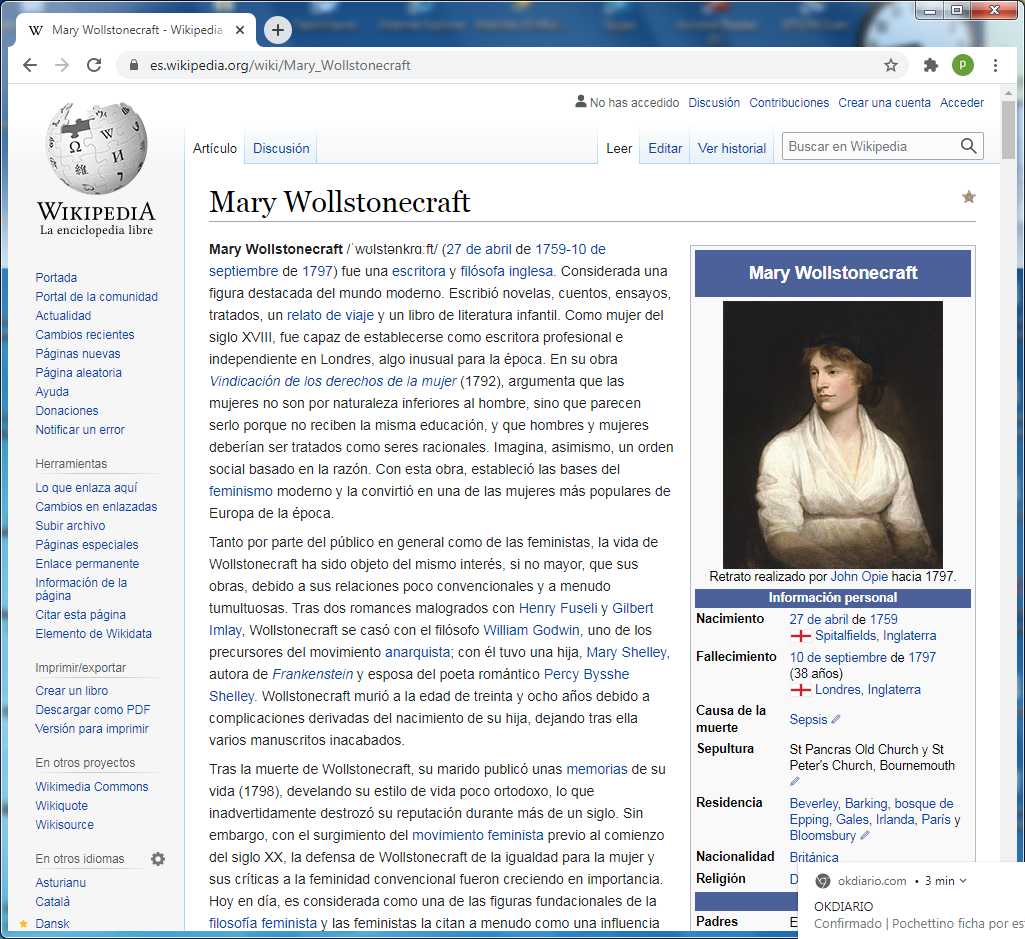 Mary Wollstonecraft - Wikipedia,
es.wikipedia.org/wiki/Mary_Wollstonecraft
p
No has accedido Discusión Contribuciones Crear una cuenta Acceder
Artículo Discusión Leer Editar Ver historial Buscar en Wikipedia
WIKIPEDIA
La enciclopedia libre
Portada
Portal de la comunidad
Actualidad
Cambios recientes
Páginas nuevas
Página aleatoria
Ayuda
Donaciones
Notificar un error
Herramientas
Lo que enlaza aquí
Cambios en enlazadas
Subir archivo
Páginas especiales
Enlace permanente
Información de la
página
Citar esta página
Elemento de Wikidata
Imprimir/exportar
Crear un libro
Descargar como PDF
Versión para imprimir
En otros proyectos
Wikimedia Commons
Wikiquote
Wikisource
En otros idiomas
Asturianu
Català
Dansk
Mary Wollstonecraft
Mary Wollstonecraft /ˈwʊlstənkrɑːft/ (27 de abril de 1759-10 de
septiembre de 1797) fue una escritora y filósofa inglesa. Considerada una
figura destacada del mundo moderno. Escribió novelas, cuentos, ensayos,
tratados, un relato de viaje y un libro de literatura infantil. Como mujer del
siglo XVIII, fue capaz de establecerse como escritora profesional e
independiente en Londres, algo inusual para la época. En su obra
Vindicación de los derechos de la mujer (1792), argumenta que las
mujeres no son por naturaleza inferiores al hombre, sino que parecen
serlo porque no reciben la misma educación, y que hombres y mujeres
deberían ser tratados como seres racionales. Imagina, asimismo, un orden
social basado en la razón. Con esta obra, estableció las bases del
feminismo moderno y la convirtió en una de las mujeres más populares de
Europa de la época.
Tanto por parte del público en general como de las feministas, la vida de
Wollstonecraft ha sido objeto del mismo interés, si no mayor, que sus
obras, debido a sus relaciones poco convencionales y a menudo
tumultuosas. Tras dos romances malogrados con Henry Fuseli y Gilbert
Imlay, Wollstonecraft se casó con el filósofo William Godwin, uno de los
precursores del movimiento anarquista; con él tuvo una hija, Mary Shelley,
autora de Frankenstein y esposa del poeta romántico Percy Bysshe
Shelley. Wollstonecraft murió a la edad de treinta y ocho años debido a
complicaciones derivadas del nacimiento de su hija, dejando tras ella
varios manuscritos inacabados.
Tras la muerte de Wollstonecraft, su marido publicó unas memorias de su
vida (1798), develando su estilo de vida poco ortodoxo, lo que
inadvertidamente destrozó su reputación durante más de un siglo. Sin
embargo, con el surgimiento del movimiento feminista previo al comienzo
del siglo XX, la defensa de Wollstonecraft de la igualdad para la mujer y
sus críticas a la feminidad convencional fueron creciendo en importancia.
Hoy en día, es considerada como una de las figuras fundacionales de la
filosofía feminista y las feministas la citan a menudo como una influencia
Mary Wollstonecraft
Retrato realizado por John Opie hacia 1797.
Información personal
Nacimiento 27 de abril de 1759
Spitalfields, Inglaterra
Fallecimiento 10 de septiembre de 1797
(38 años)
Londres, Inglaterra
Causa de la
muerte Sepsis
Sepultura St Pancras Old Church y St
Peter's Church, Bournemouth
Residencia Beverley, Barking, bosque de
Epping, Gales, Irlanda, París y
Bloomsbury
Nacionalidad Británica
Religión
Padres
okdiario.com • 3 min
OKDIARIO
Confirmado | Pochettino ficha por es